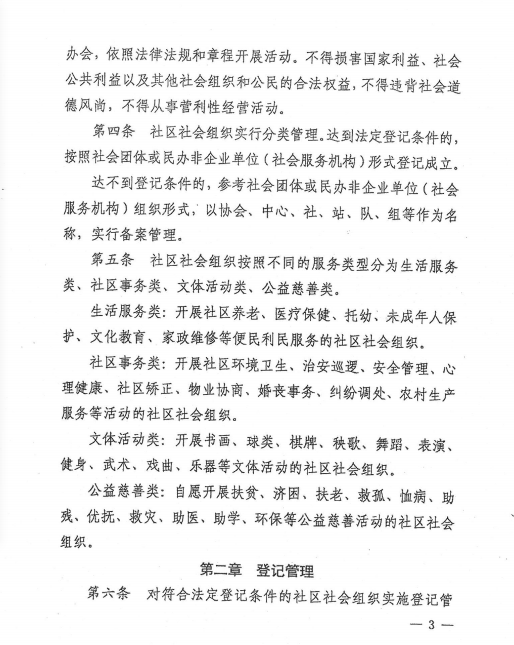 办会，依照法律法规和章程开展活动。不得损害国家利益、社会
公共利益以及其他社会组织和公民的合法权益，不得违背社会道
德风尚，不得从事营利性经营活动。
第四条　社区社会组织实行分类管理。达到法定登记条件的，
按照社会团体或民办非企业单位（社会服务机构）形式登记成立。
达不到登记条件的，参考社会团体或民办非企业单位（社会
服务机构）组织形式，以协会、中心、社、站、队、组等作为名
称，实行备案管理。
第五条　社区社会组织按照不同的服务类型分为生活服务
类、社区事务类、文体活动类、公益慈善类。
生活服务类：开展社区养老、医疗保健、托幼、未成年人保
护、文化教育、家政维修等便民利民服务的社区社会组织。
社区事务类：开展社区环境卫生、治安巡逻、安全管理、心
理健康、社区矫正、物业协商、婚丧事务、纠纷调处、农村生产
服务等活动的社区社会组织。
文体活动类：开展书画、球类、棋牌、秧歌、舞蹈、表演、
健身、武术、戏曲、乐器等文体活动的社区社会组织。
公益慈善类：自愿开展扶贫、济困、扶老、救孤、恤病、助
残、优抚、救灾、助医、助学、环保等公益慈善活动的社区社会
组织。
第二章　登记管理
第六条　对符合法定登记条件的社区社会组织实施登记管
— 3 —